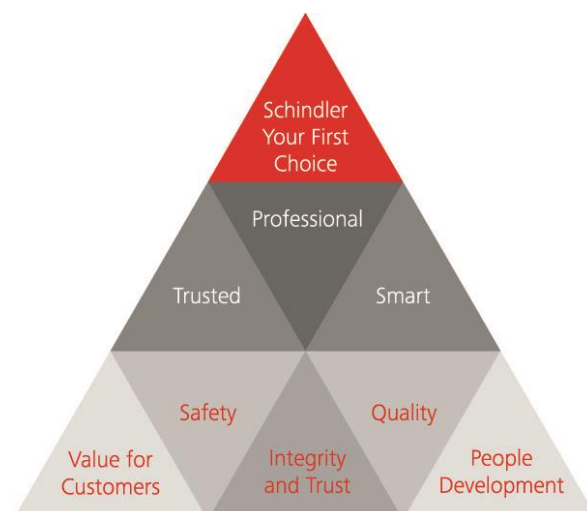 Schindler
Your First
Choice
Professional
Trusted
Smart
Safety
Quality
Value for
Customers
Integrity
and Trust
People
Development